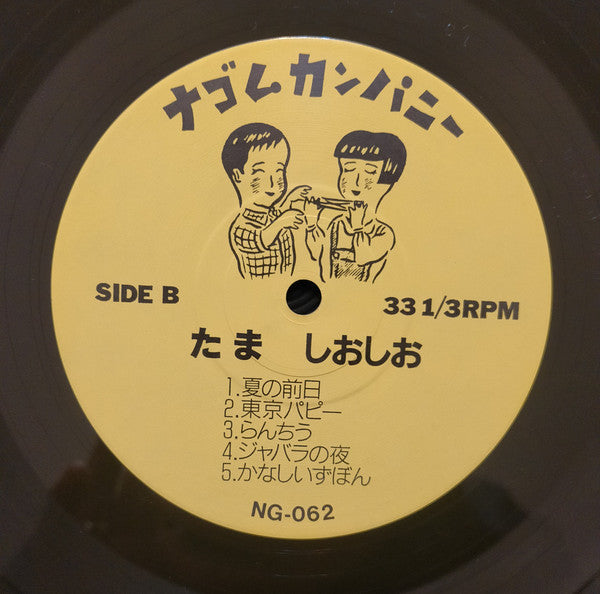 ナゴムカンパニー
SIDE B
33 1/3RPM
たま しおしお
1.夏の前日
2.東京パピー
3.らんちう
4.ジャバラの夜
5.かなしいずぼん
NG-062